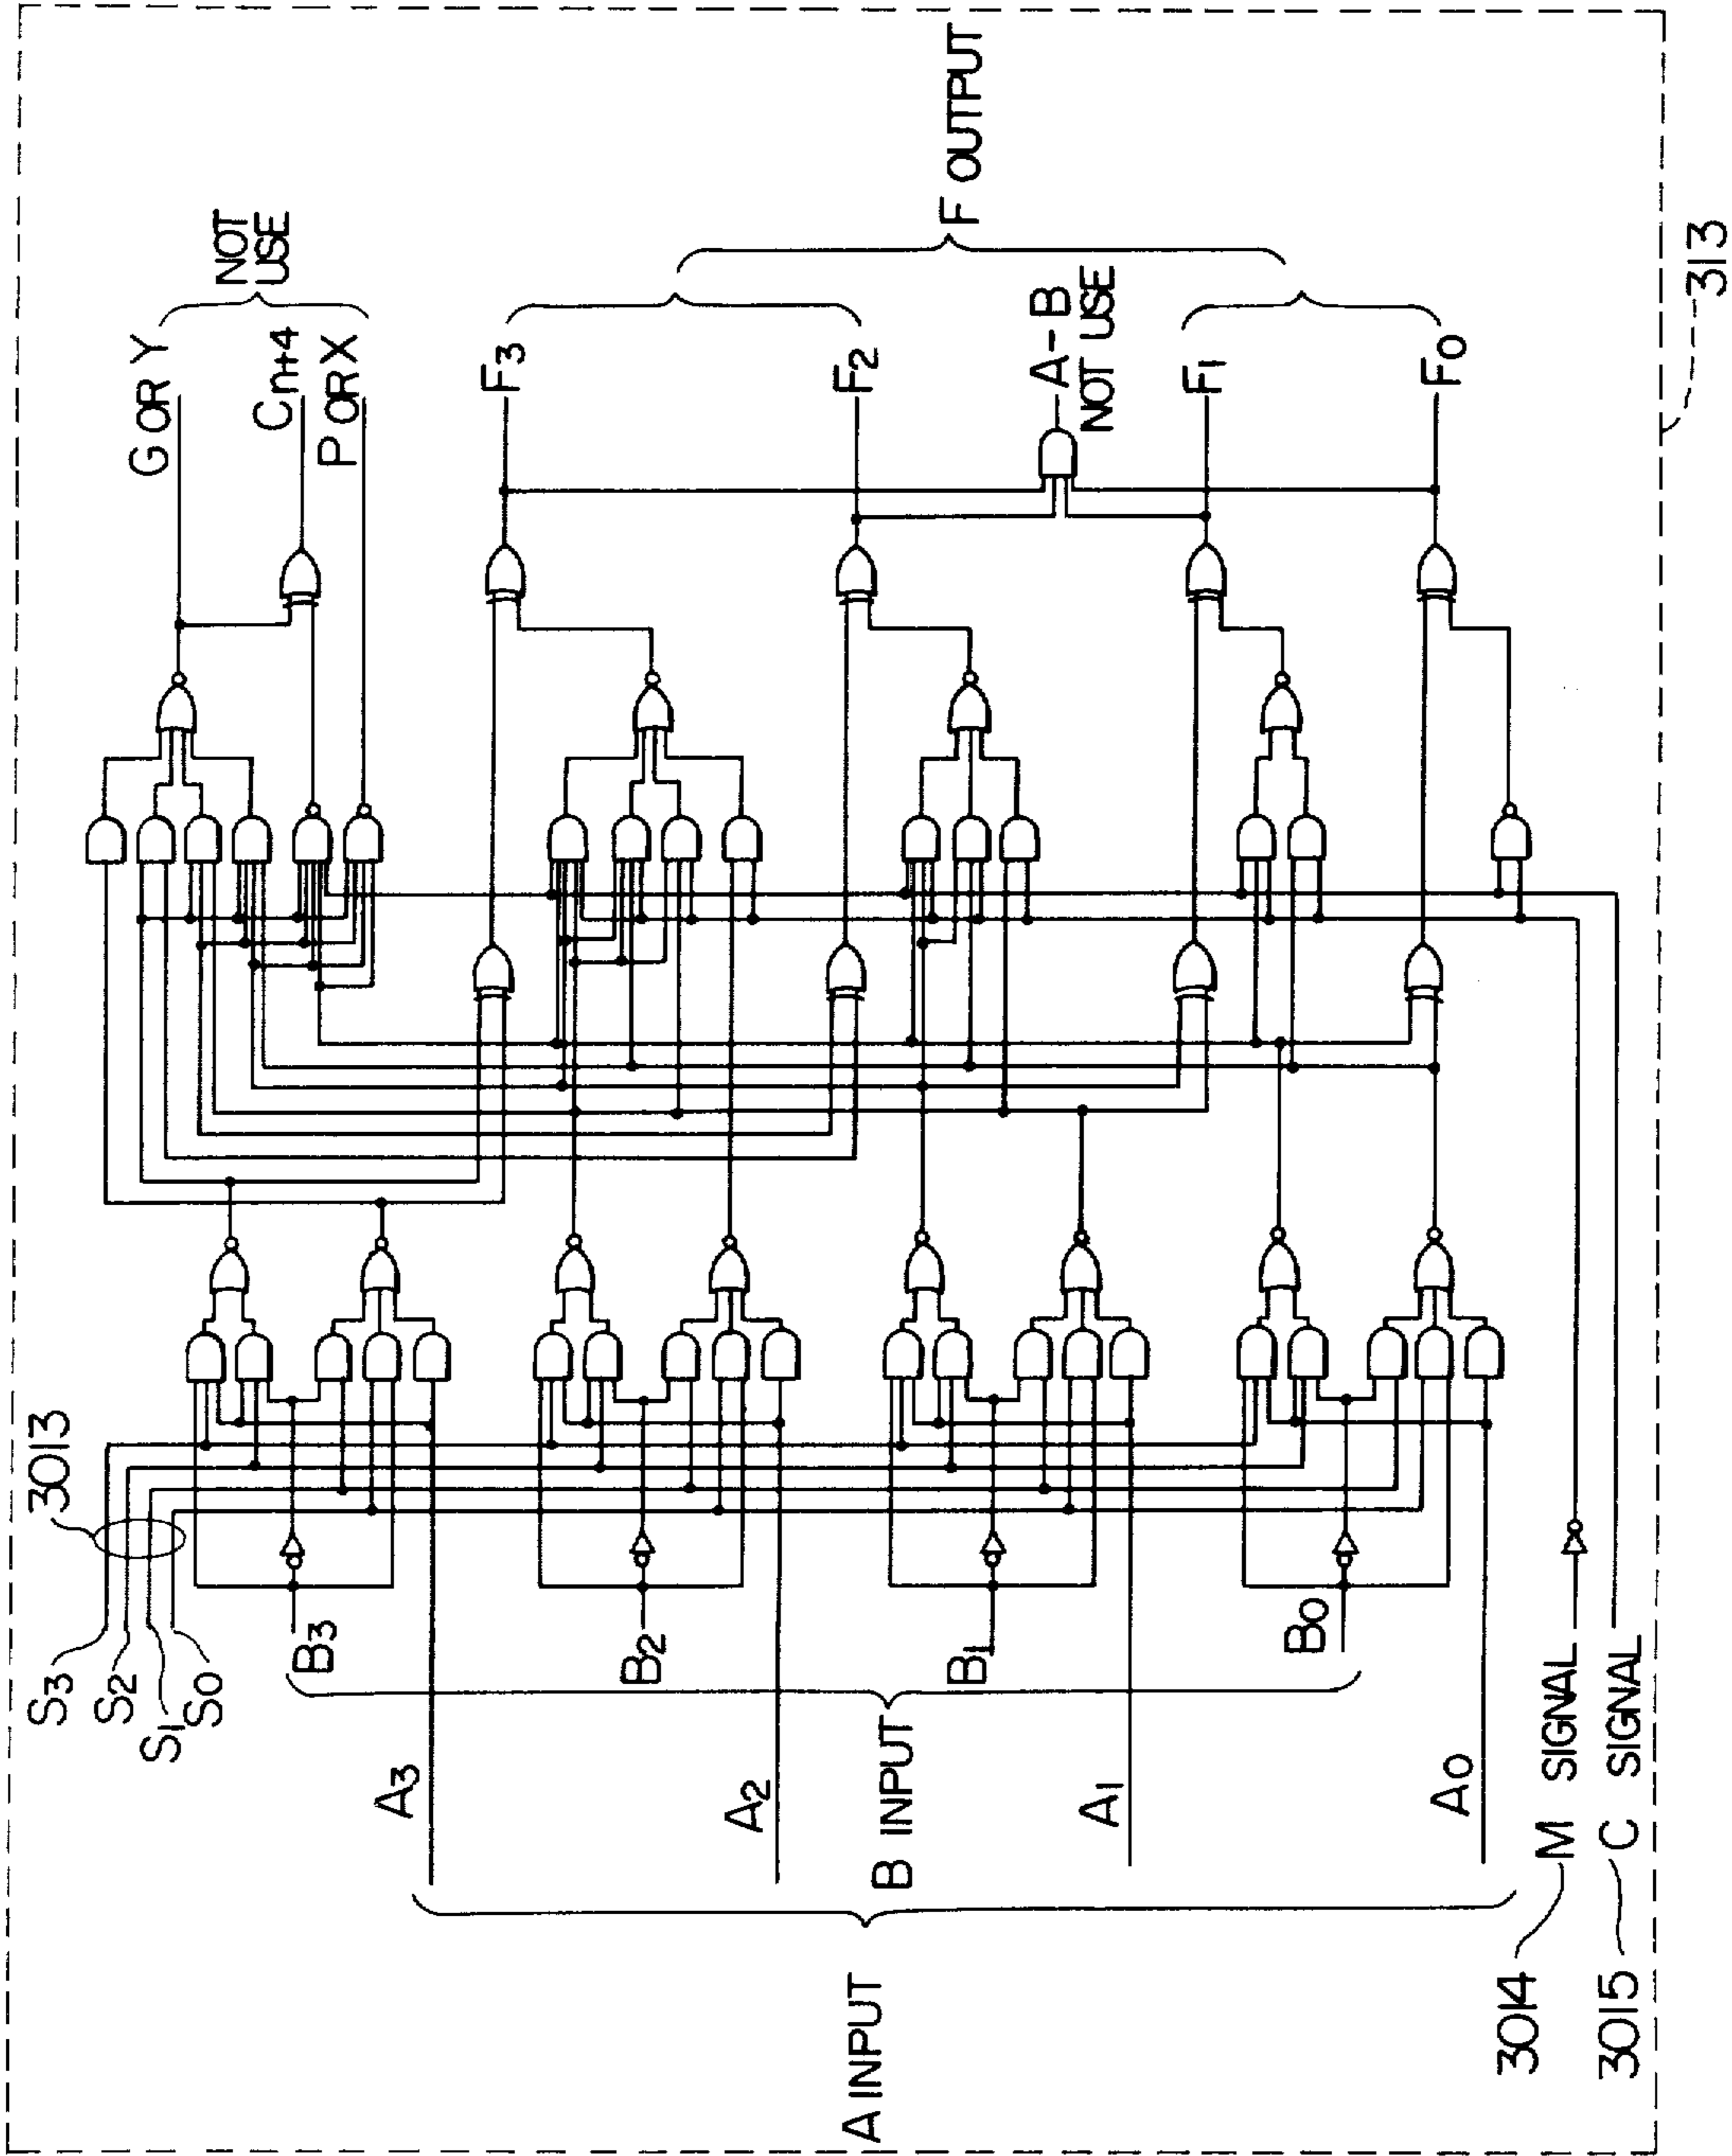 3013
S3
S2
S1
S0
B3
A3
B2
A2
B1
A1
B0
A0
B INPUT
A INPUT
3014 M SIGNAL
3015 C SIGNAL
G OR Y
Cn+4
P OR X
NOT
USE
F3
F2
A-B
NOT USE
F1
F0
F OUTPUT
313